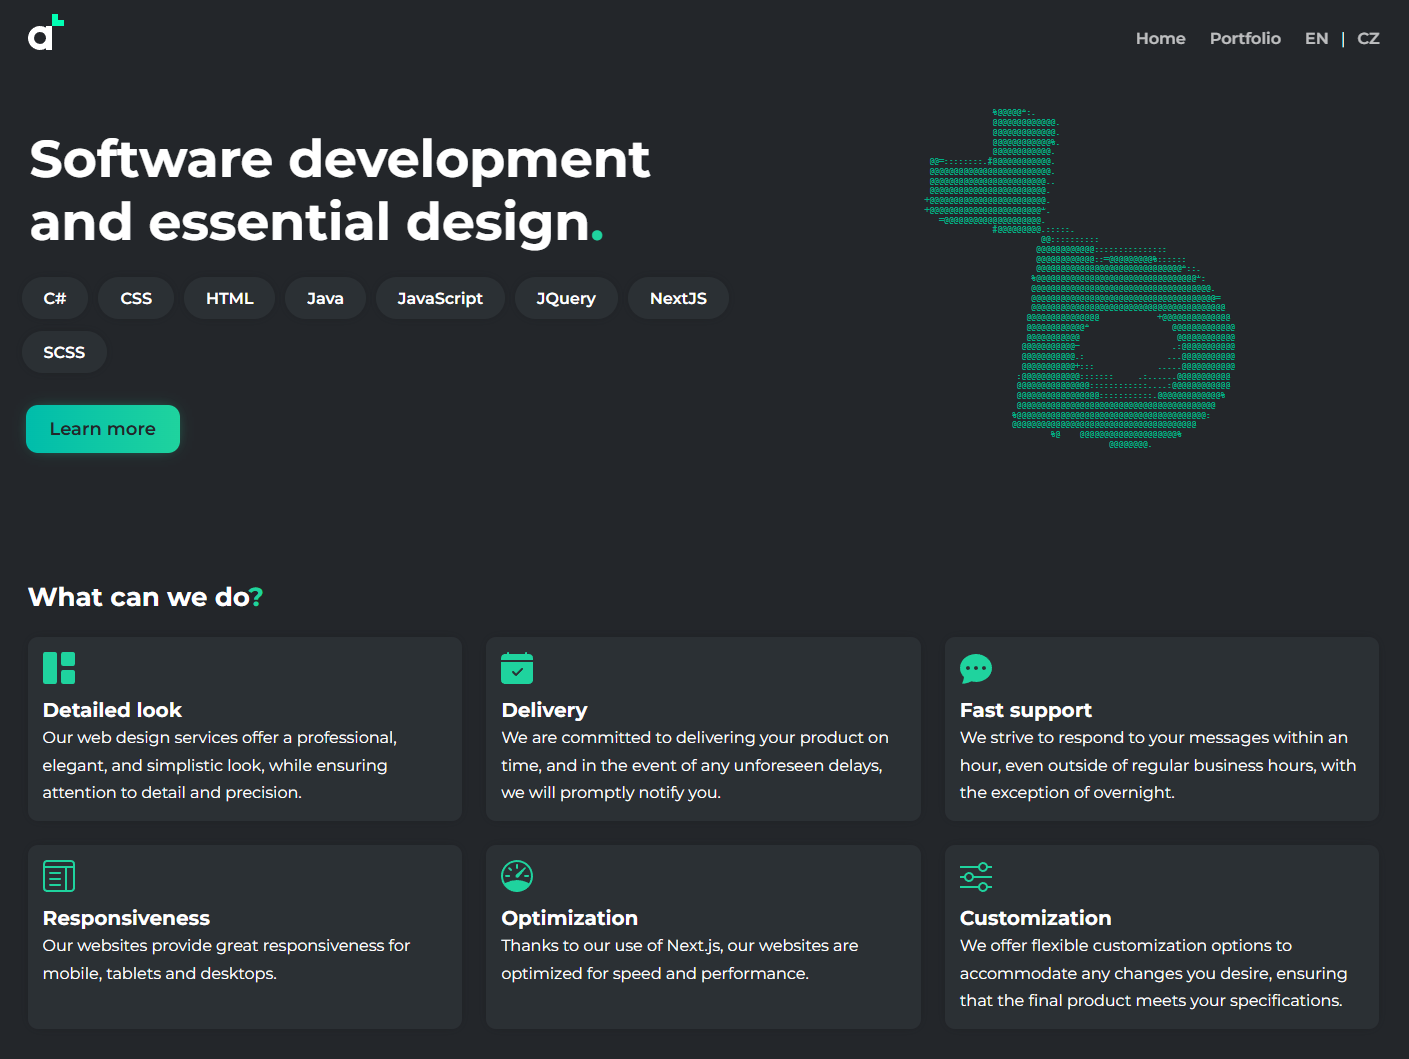 a
Home Portfolio EN | CZ
Software development
and essential design.
C# CSS HTML Java JavaScript JQuery NextJS
SCSS
Learn more
What can we do?
Detailed look
Our web design services offer a professional,
elegant, and simplistic look, while ensuring
attention to detail and precision.
Delivery
We are committed to delivering your product on
time, and in the event of any unforeseen delays,
we will promptly notify you.
Fast support
We strive to respond to your messages within an
hour, even outside of regular business hours, with
the exception of overnight.
Responsiveness
Our websites provide great responsiveness for
mobile, tablets and desktops.
Optimization
Thanks to our use of Next.js, our websites are
optimized for speed and performance.
Customization
We offer flexible customization options to
accommodate any changes you desire, ensuring
that the final product meets your specifications.